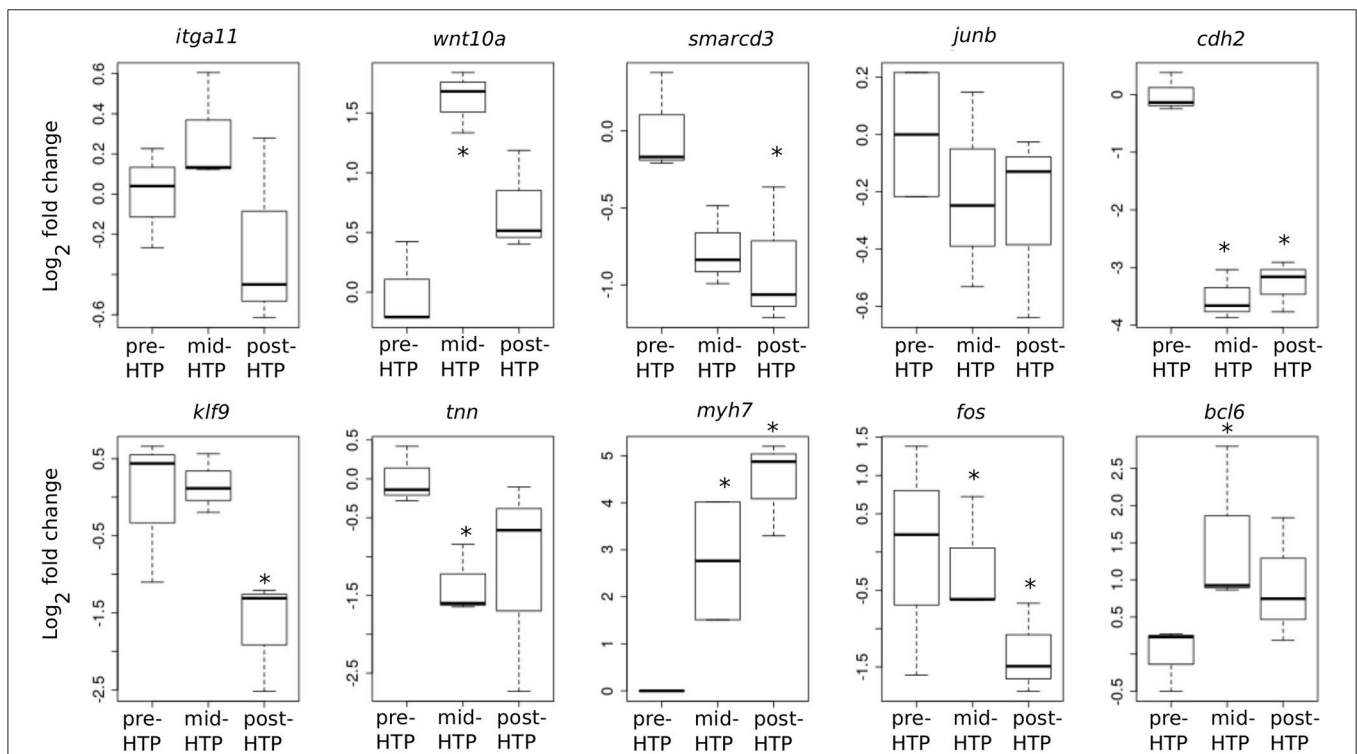 itga11 wnt10a smarcd3 junb cdh2
Log2 fold change
0.6 0.4 0.2 0.0 -0.2 -0.6
1.5 1.0 0.5 0.0
0.0 -0.5 -1.0
0.2 0.0 -0.2 -0.4 -0.6
0 -1 -3 -4
* * * *
pre- mid- post- pre- mid- post- pre- mid- post- pre- mid- post- pre- mid- post-
HTP HTP HTP HTP HTP HTP HTP HTP HTP HTP HTP HTP HTP HTP HTP
klf9 tnn myh7 fos bcl6
Log2 fold change
0.5 -0.5 -1.5 -2.5
0.5 0.0 -0.5 -1.5 -2.5
5 4 3 2 1 0
1.5 1.0 0.5 -0.5 -1.5
2.5 2.0 1.5 1.0 0.5 -0.5
* * * * * * *
pre- mid- post- pre- mid- post- pre- mid- post- pre- mid- post- pre- mid- post-
HTP HTP HTP HTP HTP HTP HTP HTP HTP HTP HTP HTP HTP HTP HTP